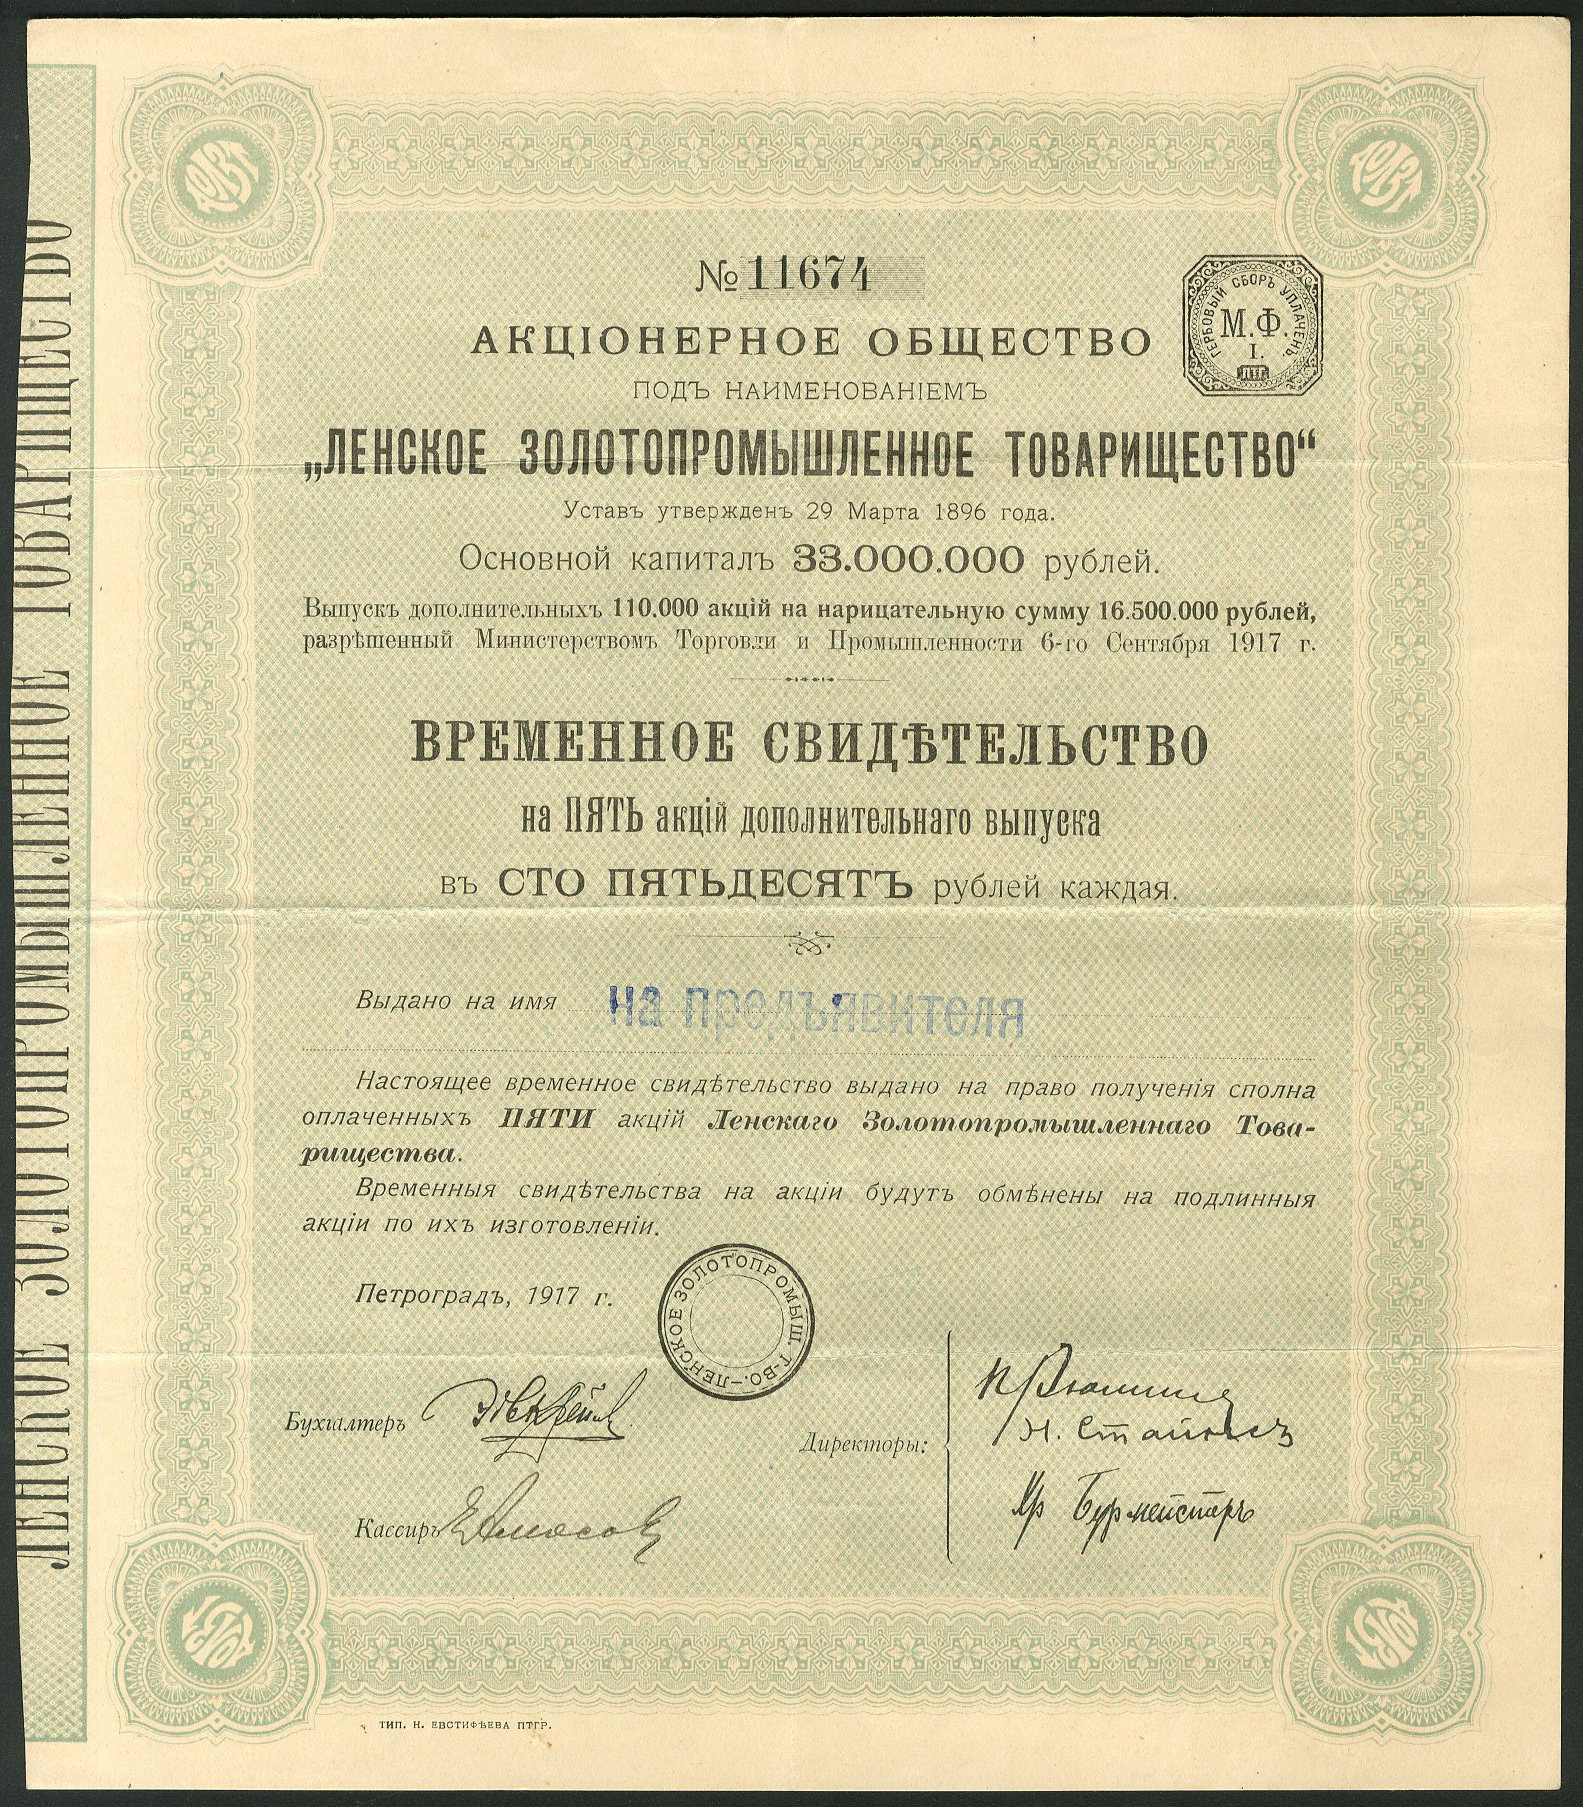 ЛЕНСКОЕ ЗОЛОТОПРОМЫШЛЕННОЕ ТОВАРИЩЕСТВО
№ 11674
ГЕРБОВЫЙ СБОРЪ УПЛАЧЕНЪ.
М.Ф.
I.
ПТГ
АКЦІОНЕРНОЕ ОБЩЕСТВО
ПОДЪ НАИМЕНОВАНІЕМЪ
„ЛЕНСКОЕ ЗОЛОТОПРОМЫШЛЕННОЕ ТОВАРИЩЕСТВО“
Уставъ утвержденъ 29 Марта 1896 года.
Основной капиталъ 33.000.000 рублей.
Выпускъ дополнительныхъ 110.000 акцій на нарицательную сумму 16.500.000 рублей,
разрѣшенный Министерствомъ Торговли и Промышленности 6-го Сентября 1917 г.
ВРЕМЕННОЕ СВИДѢТЕЛЬСТВО
на ПЯТЬ акцій дополнительнаго выпуска
въ СТО ПЯТЬДЕСЯТЪ рублей каждая.
Выдано на имя на предъявителя
Настоящее временное свидѣтельство выдано на право полученія сполна
оплаченныхъ ПЯТИ акцій Ленскаго Золотопромышленнаго Това-
рищества.
Временныя свидѣтельства на акціи будутъ обмѣнены на подлинныя
акціи по ихъ изготовленіи.
Петроградъ, 1917 г.
ЛЕНСКОЕ ЗОЛОТОПРОМЫШ. Т-ВО.
Бухгалтеръ
Директоры:
Бурмейстеръ
Кассиръ
ТИП. Н. ЕВСТИФѢЕВА ПТГР.